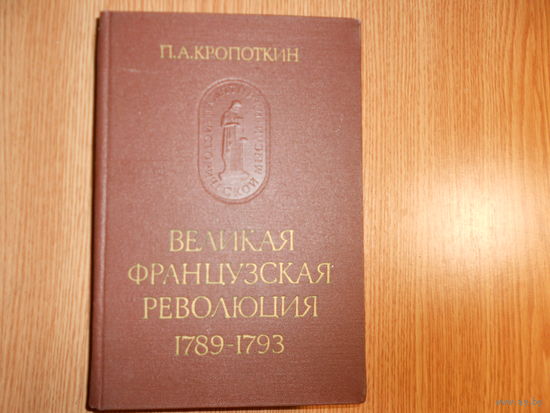 П.А.КРОПОТКИН
ВЕЛИКАЯ
ФРАНЦУЗСКАЯ
РЕВОЛЮЦИЯ
1789-1793